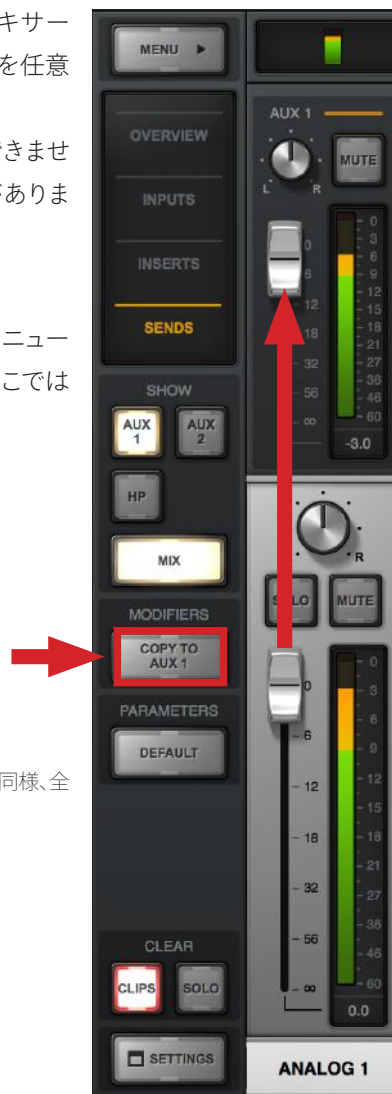 キサー
を任意
きませ
がありま
ニュー
こでは
同様、全
MENU
OVERVIEW
INPUTS
INSERTS
SENDS
SHOW
AUX 1
AUX 2
HP
MIX
MODIFIERS
COPY TO
AUX 1
PARAMETERS
DEFAULT
CLEAR
CLIPS
SOLO
SETTINGS
AUX 1
L R
MUTE
0
6
12
18
32
56
∞
0
3
6
9
12
15
18
21
27
36
46
60
-3.0
R
MUTE
0
6
12
18
32
56
∞
0
3
6
9
12
15
18
21
27
36
46
60
0.0
ANALOG 1